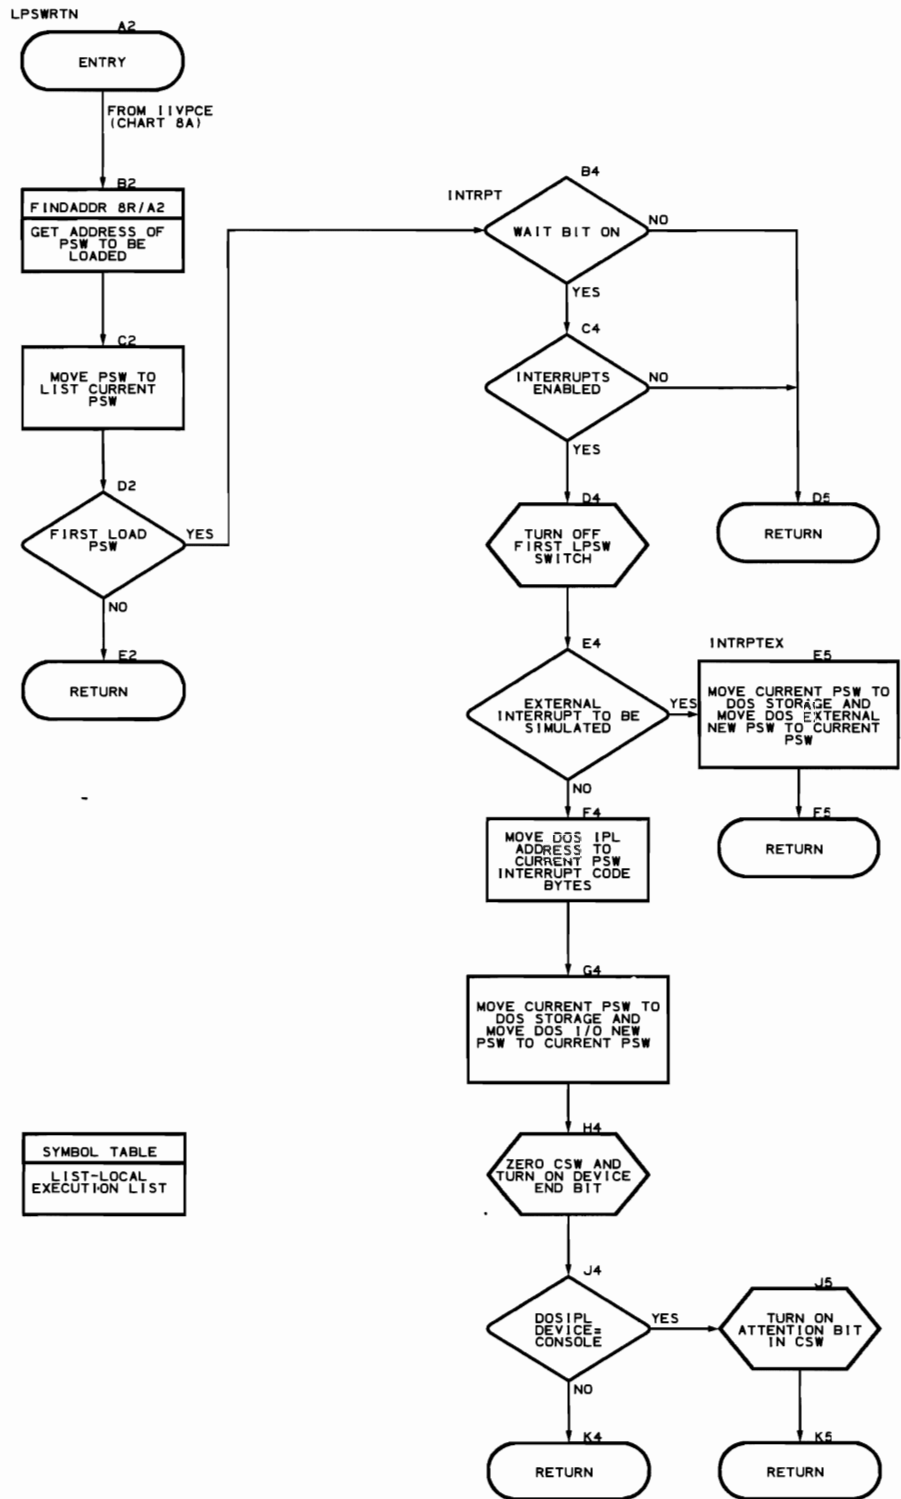 LPSWRTN
A2
ENTRY
FROM IIVPCE
(CHART 8A)
B2
FINDADDR 8R/A2
GET ADDRESS OF
PSW TO BE
LOADED
C2
MOVE PSW TO
LIST CURRENT
PSW
D2
FIRST LOAD
PSW
YES
NO
E2
RETURN
INTRPT
B4
WAIT BIT ON
NO
YES
C4
INTERRUPTS
ENABLED
NO
YES
D4
TURN OFF
FIRST LPSW
SWITCH
D5
RETURN
E4
EXTERNAL
INTERRUPT TO BE
SIMULATED
YES
NO
INTRPTEX
E5
MOVE CURRENT PSW TO
DOS STORAGE AND
MOVE DOS EXTERNAL
NEW PSW TO CURRENT
PSW
F5
RETURN
F4
MOVE DOS IPL
ADDRESS TO
CURRENT PSW
INTERRUPT CODE
BYTES
G4
MOVE CURRENT PSW TO
DOS STORAGE AND
MOVE DOS I/O NEW
PSW TO CURRENT PSW
H4
ZERO CSW AND
TURN ON DEVICE
END BIT
J4
DOSIPL
DEVICE=
CONSOLE
YES
NO
J5
TURN ON
ATTENTION BIT
IN CSW
K4
RETURN
K5
RETURN
SYMBOL TABLE
LIST-LOCAL
EXECUTION LIST